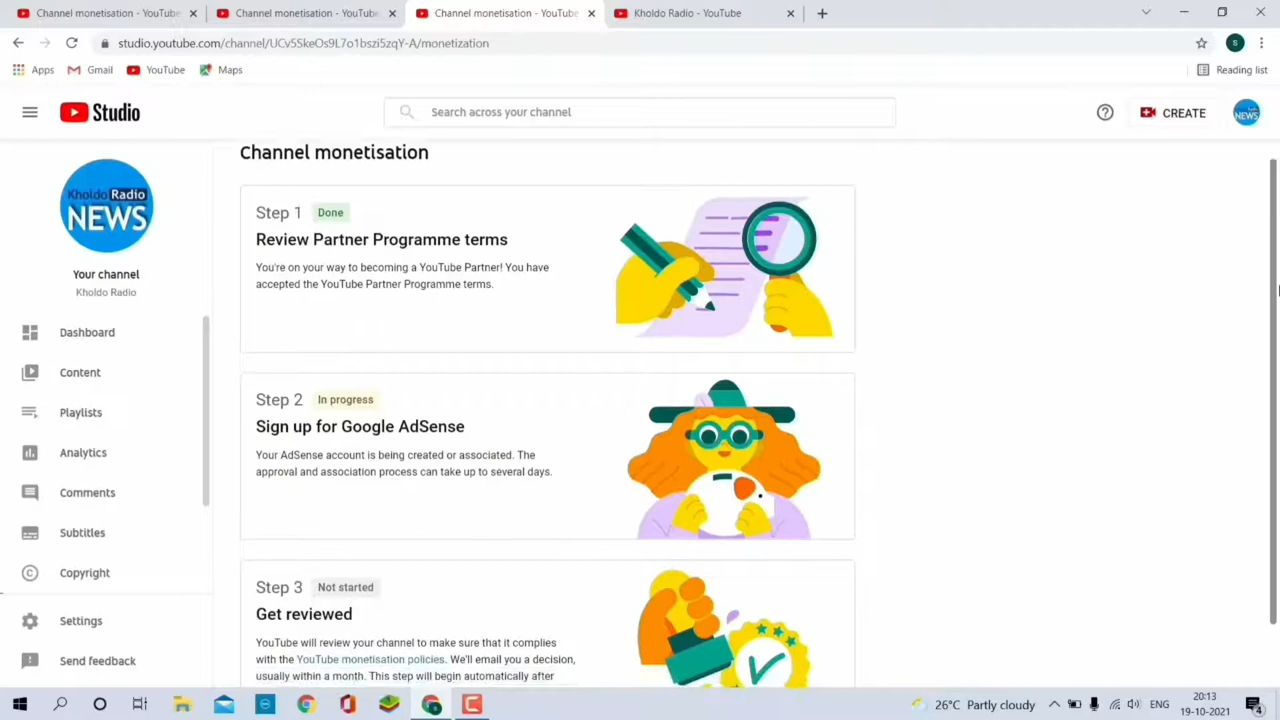 Channel monetisation - YouTube
Channel monetisation - YouTube
Channel monetisation - YouTube
Kholdo Radio - YouTube
studio.youtube.com/channel/UCv5SkeOs9L7o1bszi5zqY-A/monetization
S
Apps
Gmail
YouTube
Maps
Reading list
Studio
Search across your channel
CREATE
NEWS
Channel monetisation
Kholdo Radio
NEWS
Your channel
Kholdo Radio
Dashboard
Content
Playlists
Analytics
Comments
Subtitles
Copyright
Settings
Send feedback
Step 1 Done
Review Partner Programme terms
You're on your way to becoming a YouTube Partner! You have
accepted the YouTube Partner Programme terms.
Step 2 In progress
Sign up for Google AdSense
Your AdSense account is being created or associated. The
approval and association process can take up to several days.
Step 3 Not started
Get reviewed
YouTube will review your channel to make sure that it complies
with the YouTube monetisation policies. We'll email you a decision,
usually within a month. This step will begin automatically after
26°C Partly cloudy
ENG
20:13
19-10-2021
4